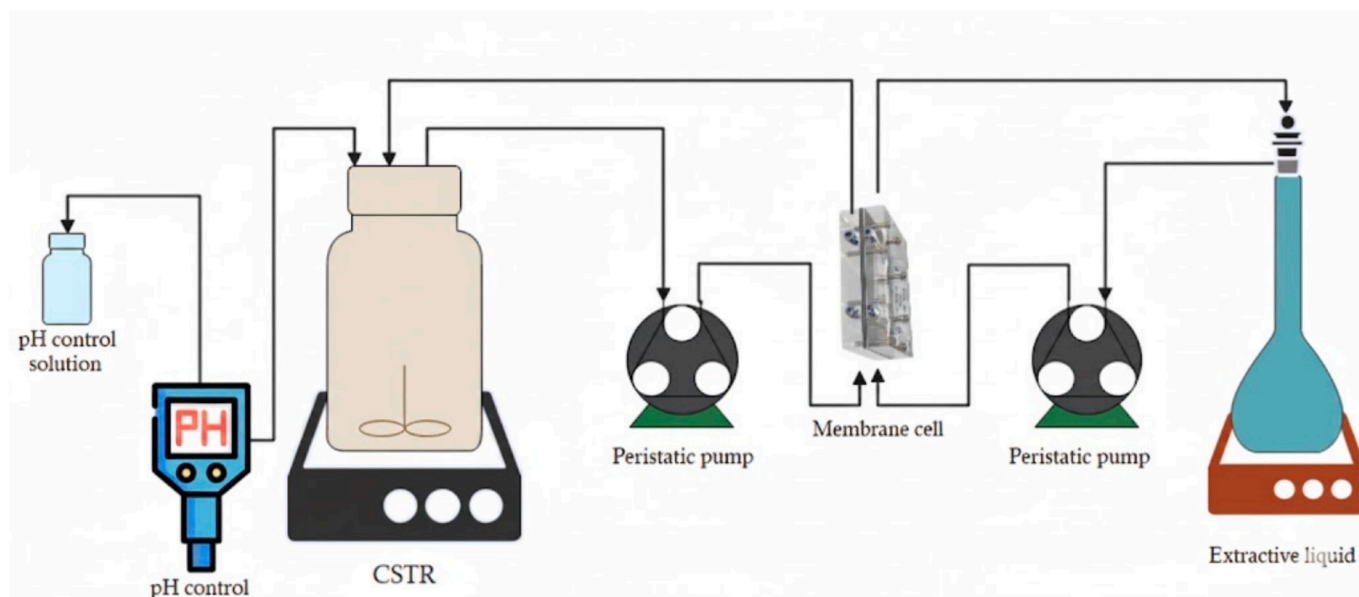 pH control
solution
PH
pH control
CSTR
Peristatic pump
Membrane cell
Peristatic pump
Extractive liquid